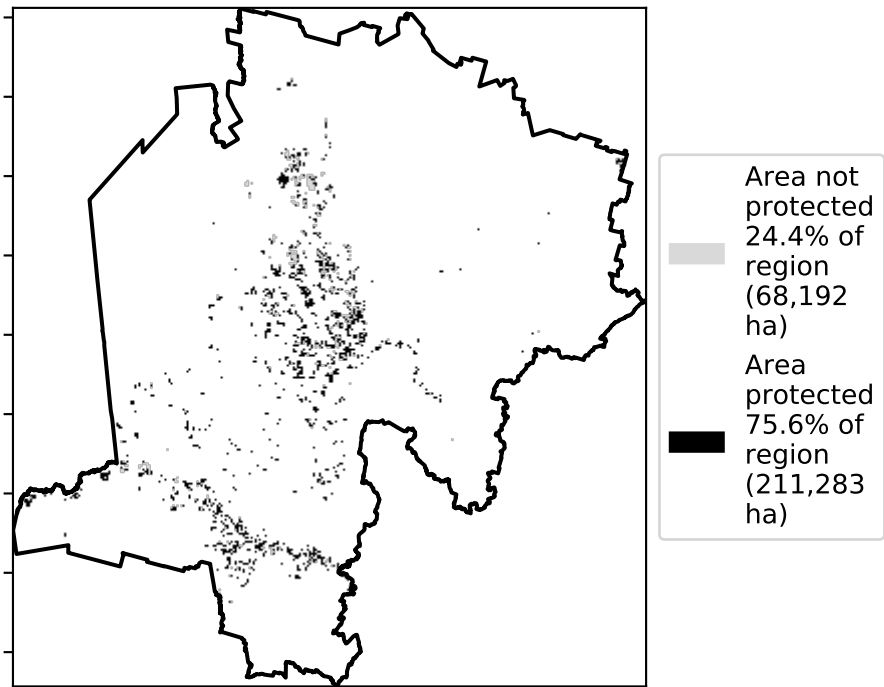 Area not
protected
24.4% of
region
(68,192
ha)
Area
protected
75.6% of
region
(211,283
ha)